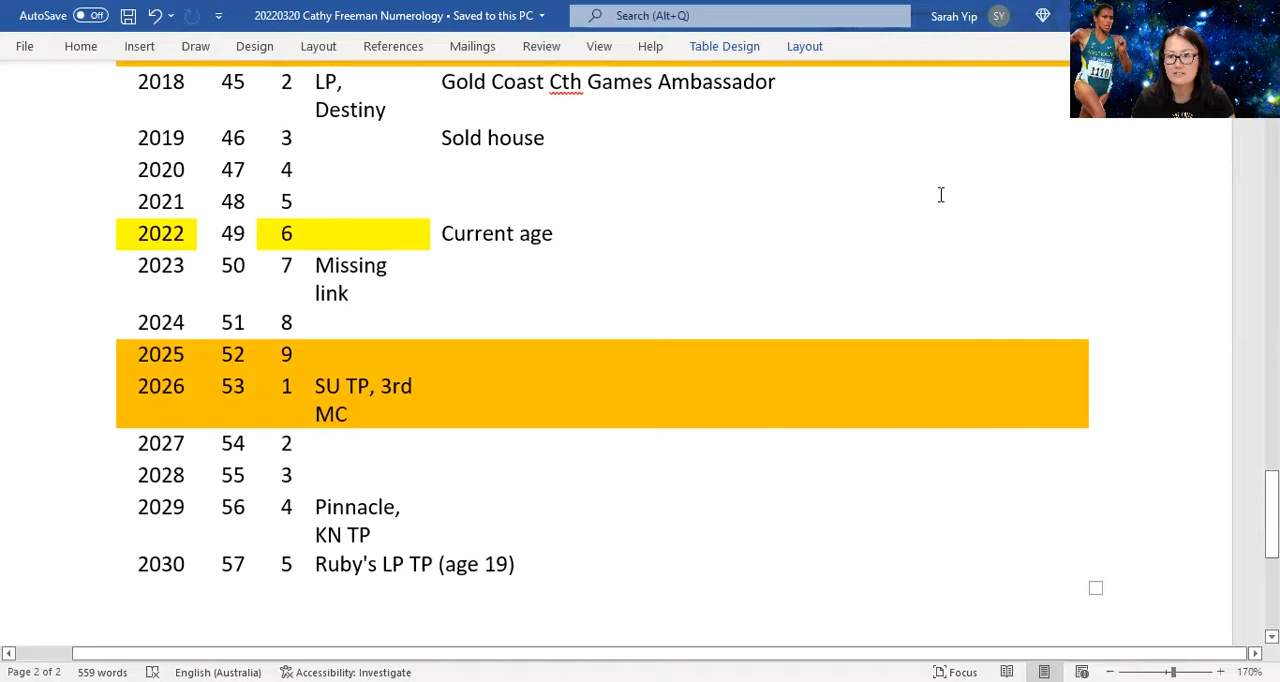 AutoSave Off 20220320 Cathy Freeman Numerology • Saved to this PC Search (Alt+Q) Sarah Yip SY
File Home Insert Draw Design Layout References Mailings Review View Help Table Design Layout
1110
2018 45 2 LP, Gold Coast Cth Games Ambassador
Destiny
2019 46 3 Sold house
2020 47 4
2021 48 5
2022 49 6 Current age
2023 50 7 Missing
link
2024 51 8
2025 52 9
2026 53 1 SU TP, 3rd
MC
2027 54 2
2028 55 3
2029 56 4 Pinnacle,
KN TP
2030 57 5 Ruby's LP TP (age 19)
Page 2 of 2 559 words English (Australia) Accessibility: Investigate Focus 170%